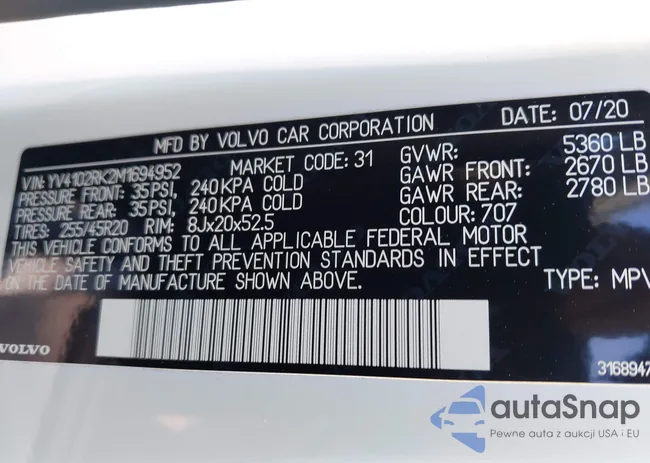 MFD BY VOLVO CAR CORPORATION DATE: 07/20
VIN: YV4102RK2M1694952 MARKET CODE: 31 GVWR: 5360 LB
PRESSURE FRONT: 35PSI, 240KPA COLD GAWR FRONT: 2670 LB
PRESSURE REAR: 35PSI, 240KPA COLD GAWR REAR: 2780 LB
TIRES: 255/45R20 RIM: 8Jx20x52.5 COLOUR: 707
THIS VEHICLE CONFORMS TO ALL APPLICABLE FEDERAL MOTOR
VEHICLE SAFETY AND THEFT PREVENTION STANDARDS IN EFFECT
ON THE DATE OF MANUFACTURE SHOWN ABOVE. TYPE: MPV
VOLVO 3168947
autaSnap
Pewne auta z aukcji USA i EU